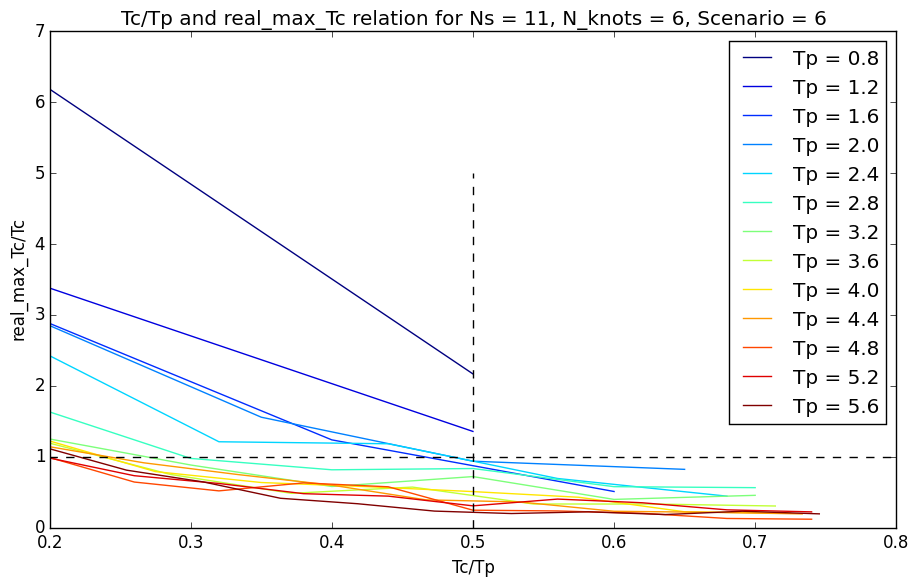 Tc/Tp and real_max_Tc relation for Ns = 11, N_knots = 6, Scenario = 6
7
6
5
4
3
2
1
0
real_max_Tc/Tc
Tp = 0.8
Tp = 1.2
Tp = 1.6
Tp = 2.0
Tp = 2.4
Tp = 2.8
Tp = 3.2
Tp = 3.6
Tp = 4.0
Tp = 4.4
Tp = 4.8
Tp = 5.2
Tp = 5.6
0.2 0.3 0.4 0.5 0.6 0.7 0.8
Tc/Tp